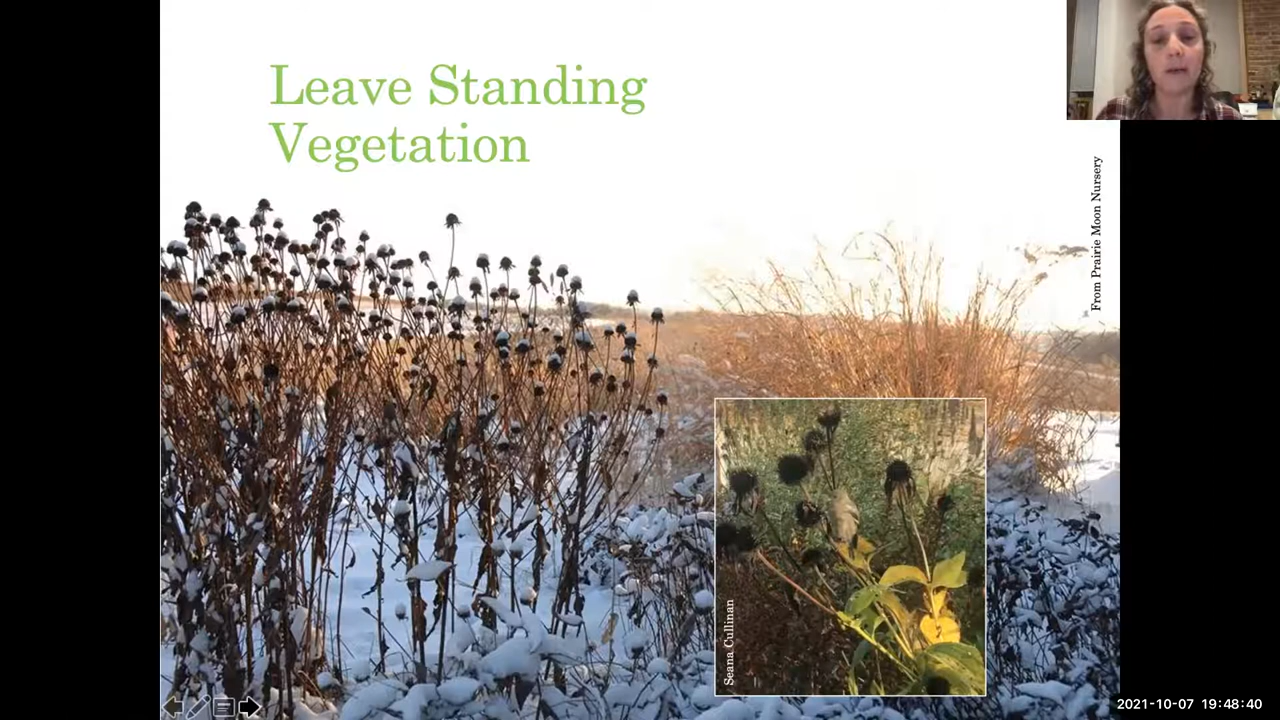 Leave Standing
Vegetation
From Prairie Moon Nursery
Seana Cullinan
2021-10-07 19:48:40